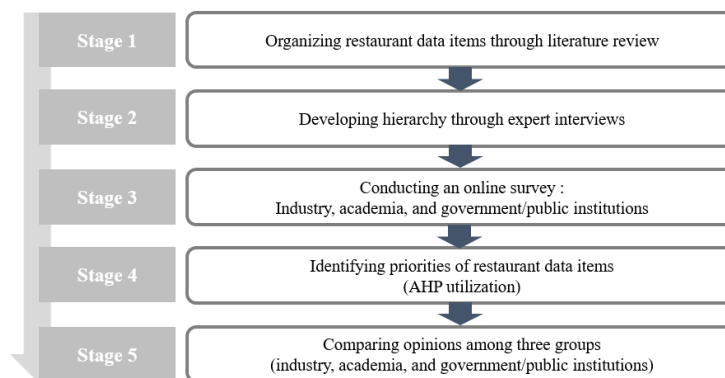 Stage 1
Organizing restaurant data items through literature review
Stage 2
Developing hierarchy through expert interviews
Stage 3
Conducting an online survey :
Industry, academia, and government/public institutions
Stage 4
Identifying priorities of restaurant data items
(AHP utilization)
Stage 5
Comparing opinions among three groups
(industry, academia, and government/public institutions)